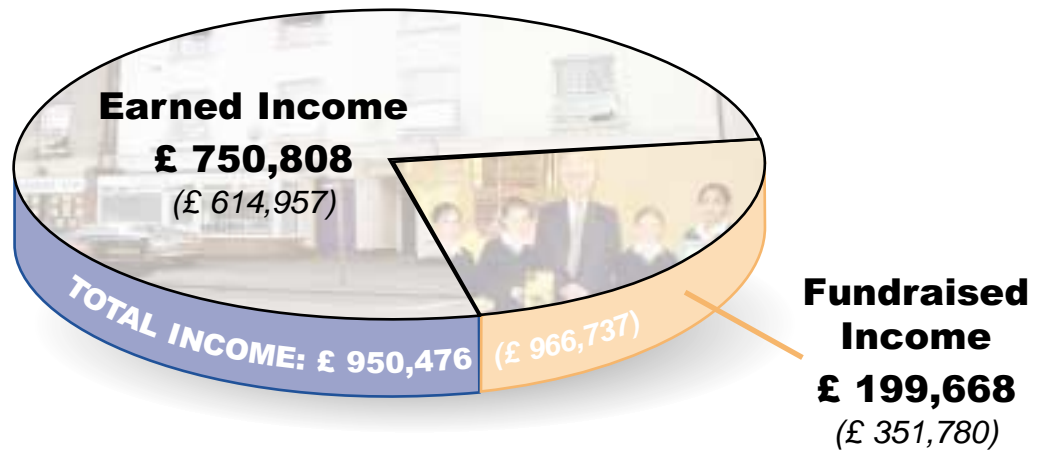 Earned Income
£ 750,808
(£ 614,957)
TOTAL INCOME: £ 950,476
(£ 966,737)
Fundraised
Income
£ 199,668
(£ 351,780)